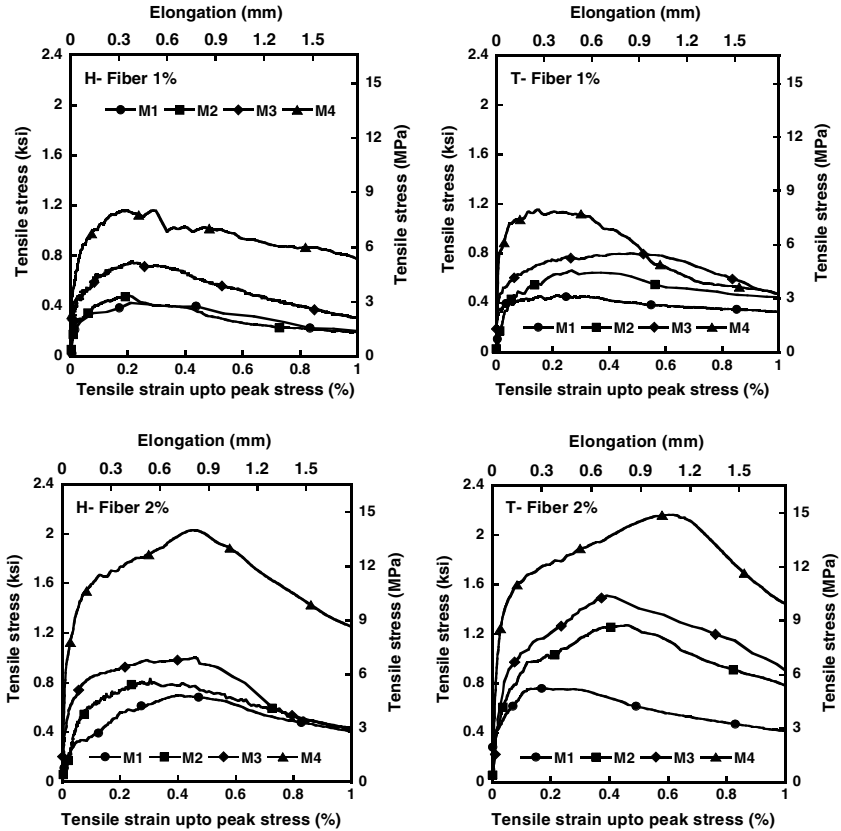 Elongation (mm)
0 0.3 0.6 0.9 1.2 1.5
2.4
2
1.6
1.2
0.8
0.4
0
Tensile stress (ksi)
H- Fiber 1%
M1 M2 M3 M4
15
12
9
6
3
0
Tensile stress (MPa)
0 0.2 0.4 0.6 0.8 1
Tensile strain upto peak stress (%)
Elongation (mm)
0 0.3 0.6 0.9 1.2 1.5
2.4
2
1.6
1.2
0.8
0.4
0
Tensile stress (ksi)
T- Fiber 1%
M1 M2 M3 M4
15
12
9
6
3
0
Tensile stress (MPa)
0 0.2 0.4 0.6 0.8 1
Tensile strain upto peak stress (%)
Elongation (mm)
0 0.3 0.6 0.9 1.2 1.5
2.4
2
1.6
1.2
0.8
0.4
0
Tensile stress (ksi)
H- Fiber 2%
M1 M2 M3 M4
15
12
9
6
3
0
Tensile stress (MPa)
0 0.2 0.4 0.6 0.8 1
Tensile strain upto peak stress (%)
Elongation (mm)
0 0.3 0.6 0.9 1.2 1.5
2.4
2
1.6
1.2
0.8
0.4
0
Tensile stress (ksi)
T- Fiber 2%
M1 M2 M3 M4
15
12
9
6
3
0
Tensile stress (MPa)
0 0.2 0.4 0.6 0.8 1
Tensile strain upto peak stress (%)